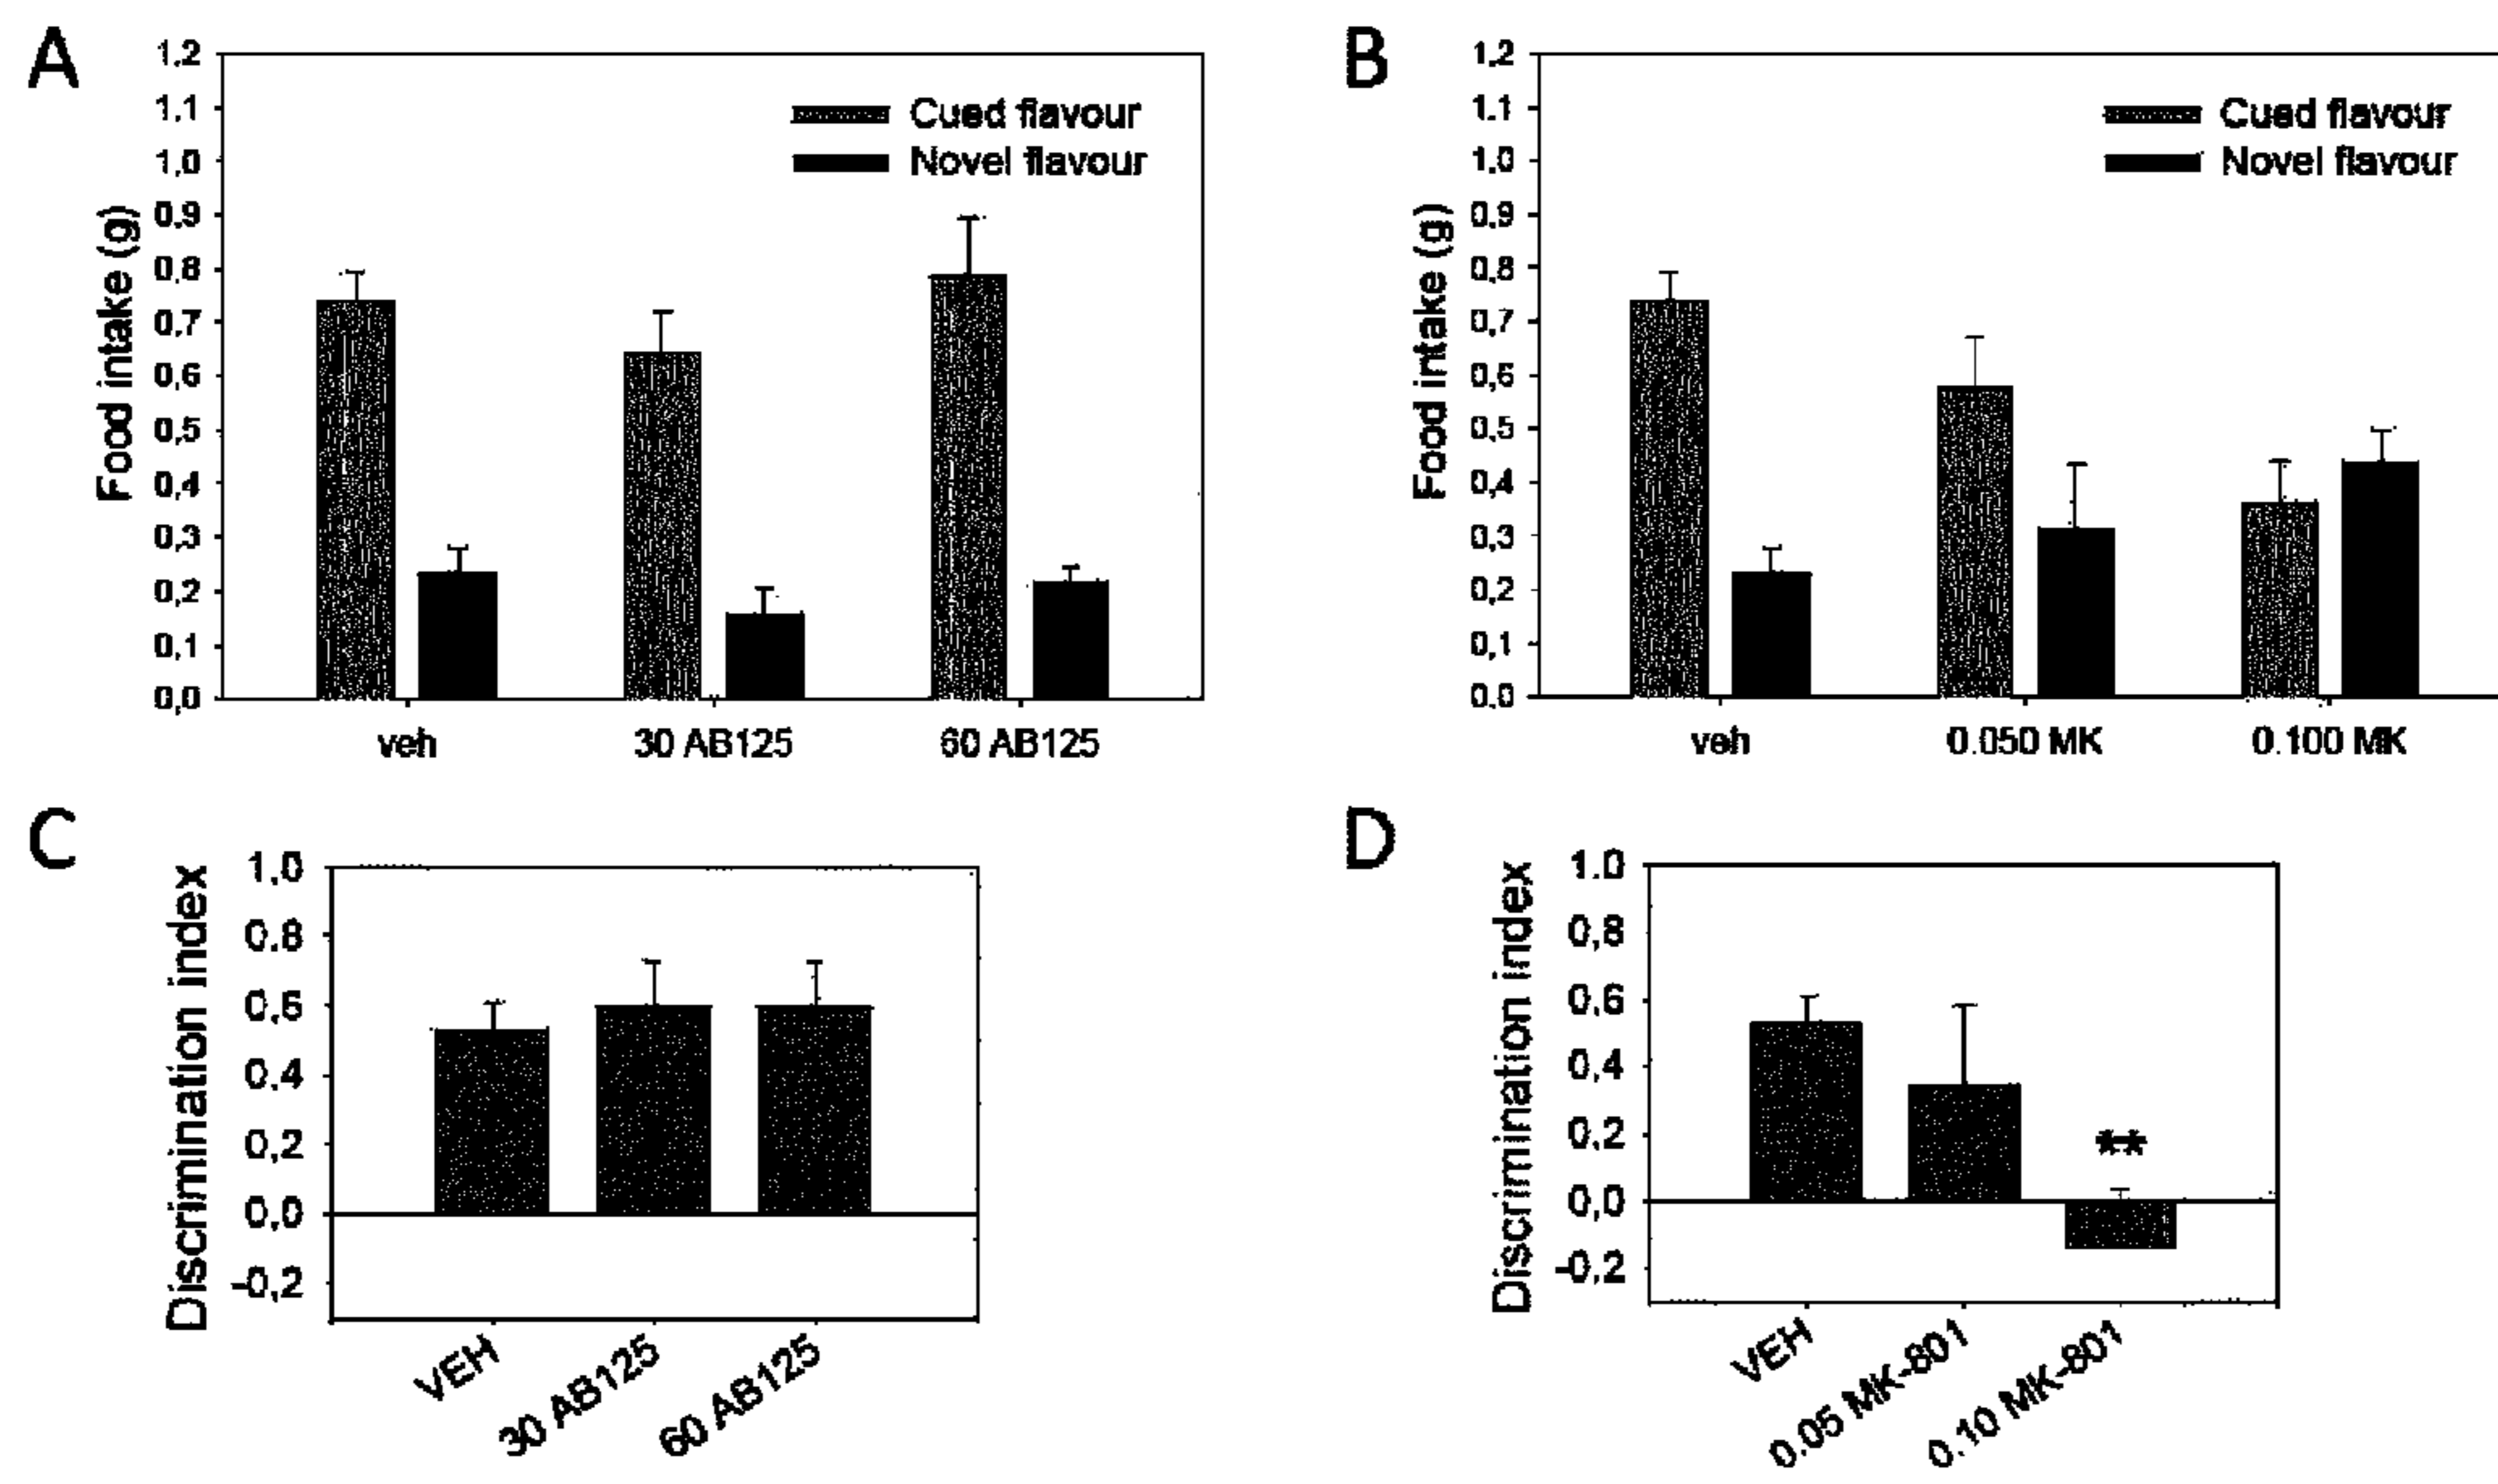 A
1,2
1,1
1,0
0,9
0,8
0,7
0,6
0,5
0,4
0,3
0,2
0,1
0,0
Food intake (g)
Cued flavour
Novel flavour
veh
30 AB125
60 AB125
B
1,2
1,1
1,0
0,9
0,8
0,7
0,6
0,5
0,4
0,3
0,2
0,1
0,0
Food intake (g)
Cued flavour
Novel flavour
veh
0.050 MK
0.100 MK
C
1,0
0,8
0,6
0,4
0,2
0,0
-0,2
Discrimination index
VEH
30 AB125
60 AB125
D
1,0
0,8
0,6
0,4
0,2
0,0
-0,2
Discrimination index
**
VEH
0.05 MK-801
0.10 MK-801